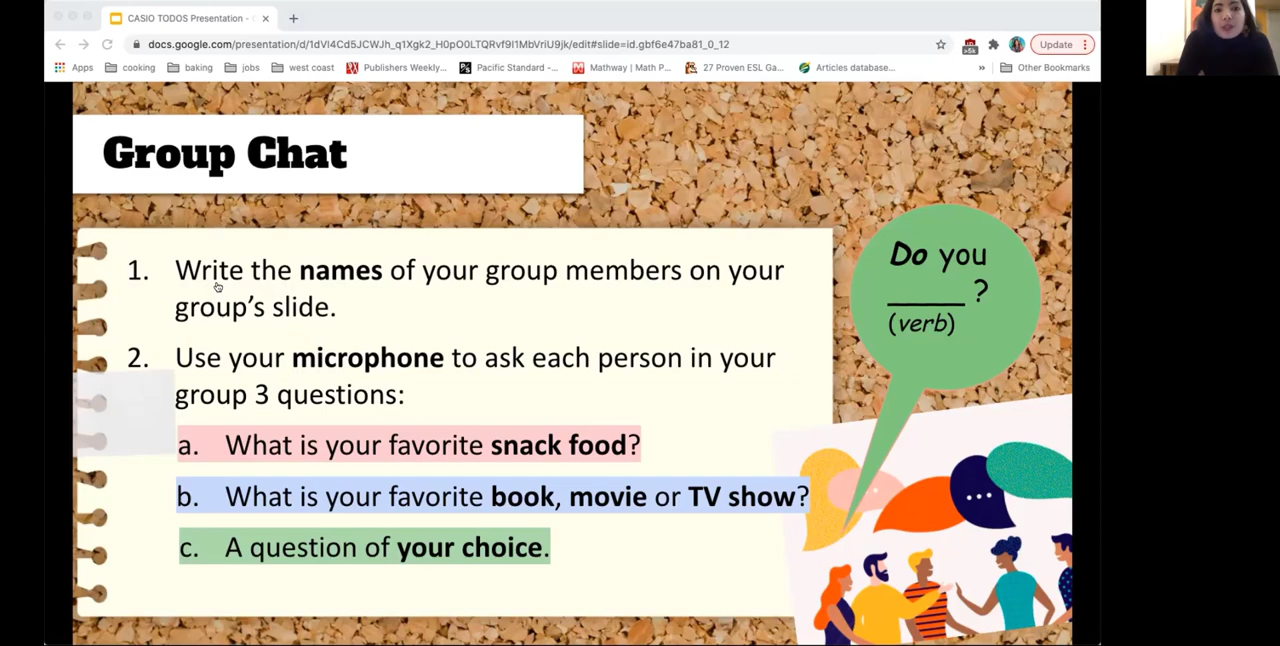 CASIO TODOS Presentation -
docs.google.com/presentation/d/1dVl4Cd5JCWJh_q1Xgk2_H0pO0LTQRvf9l1MbVriU9jk/edit#slide=id.gbf6e47ba81_0_12
Update
Apps cooking baking jobs west coast Publishers Weekly... Pacific Standard -... Mathway | Math P... 27 Proven ESL Ga... Articles database... » Other Bookmarks
Group Chat
1. Write the names of your group members on your
group's slide.
2. Use your microphone to ask each person in your
group 3 questions:
a. What is your favorite snack food?
b. What is your favorite book, movie or TV show?
c. A question of your choice.
Do you
______ ?
(verb)